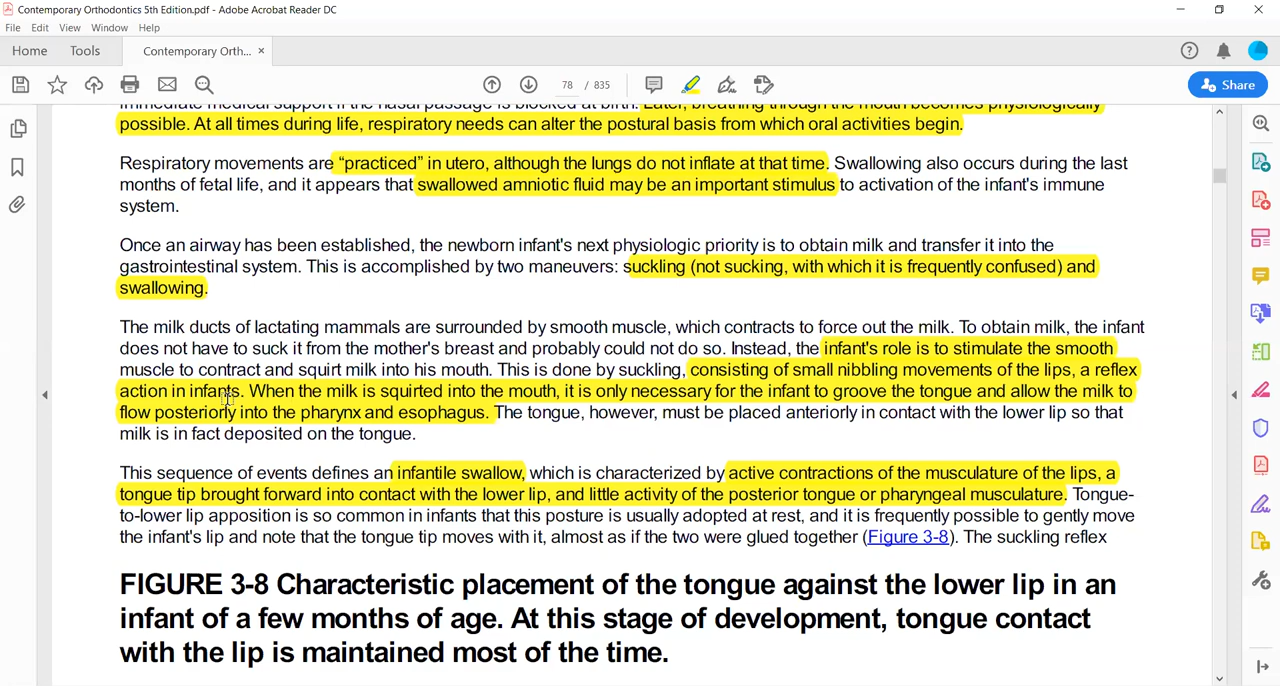 Contemporary Orthodontics 5th Edition.pdf - Adobe Acrobat Reader DC
File Edit View Window Help
Home Tools Contemporary Orth... ×
78 / 835 Share
immediate medical support if the nasal passage is blocked at birth. Later, breathing through the mouth becomes physiologically
possible. At all times during life, respiratory needs can alter the postural basis from which oral activities begin.
Respiratory movements are “practiced” in utero, although the lungs do not inflate at that time. Swallowing also occurs during the last
months of fetal life, and it appears that swallowed amniotic fluid may be an important stimulus to activation of the infant's immune
system.
Once an airway has been established, the newborn infant's next physiologic priority is to obtain milk and transfer it into the
gastrointestinal system. This is accomplished by two maneuvers: suckling (not sucking, with which it is frequently confused) and
swallowing.
The milk ducts of lactating mammals are surrounded by smooth muscle, which contracts to force out the milk. To obtain milk, the infant
does not have to suck it from the mother's breast and probably could not do so. Instead, the infant's role is to stimulate the smooth
muscle to contract and squirt milk into his mouth. This is done by suckling, consisting of small nibbling movements of the lips, a reflex
action in infants. When the milk is squirted into the mouth, it is only necessary for the infant to groove the tongue and allow the milk to
flow posteriorly into the pharynx and esophagus. The tongue, however, must be placed anteriorly in contact with the lower lip so that
milk is in fact deposited on the tongue.
This sequence of events defines an infantile swallow, which is characterized by active contractions of the musculature of the lips, a
tongue tip brought forward into contact with the lower lip, and little activity of the posterior tongue or pharyngeal musculature. Tongue-
to-lower lip apposition is so common in infants that this posture is usually adopted at rest, and it is frequently possible to gently move
the infant's lip and note that the tongue tip moves with it, almost as if the two were glued together (Figure 3-8). The suckling reflex
FIGURE 3-8 Characteristic placement of the tongue against the lower lip in an
infant of a few months of age. At this stage of development, tongue contact
with the lip is maintained most of the time.